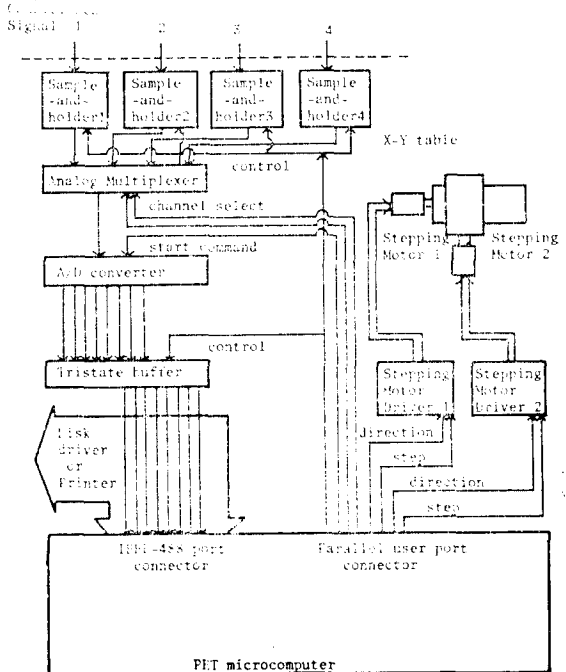 Signal 1 2 3 4
Sample
-and-
holder1
Sample
-and-
holder2
Sample
-and-
holder3
Sample
-and-
holder4
X-Y table
control
Analog Multiplexer
channel select
start command
A/D converter
Stepping
Motor 1
Stepping
Motor 2
control
Tristate buffer
Stepping
Motor
Driver 1
Stepping
Motor
Driver 2
Disk
driver
or
Printer
direction
step
direction
step
IEEE-488 port
connector
Parallel user port
connector
PET microcomputer